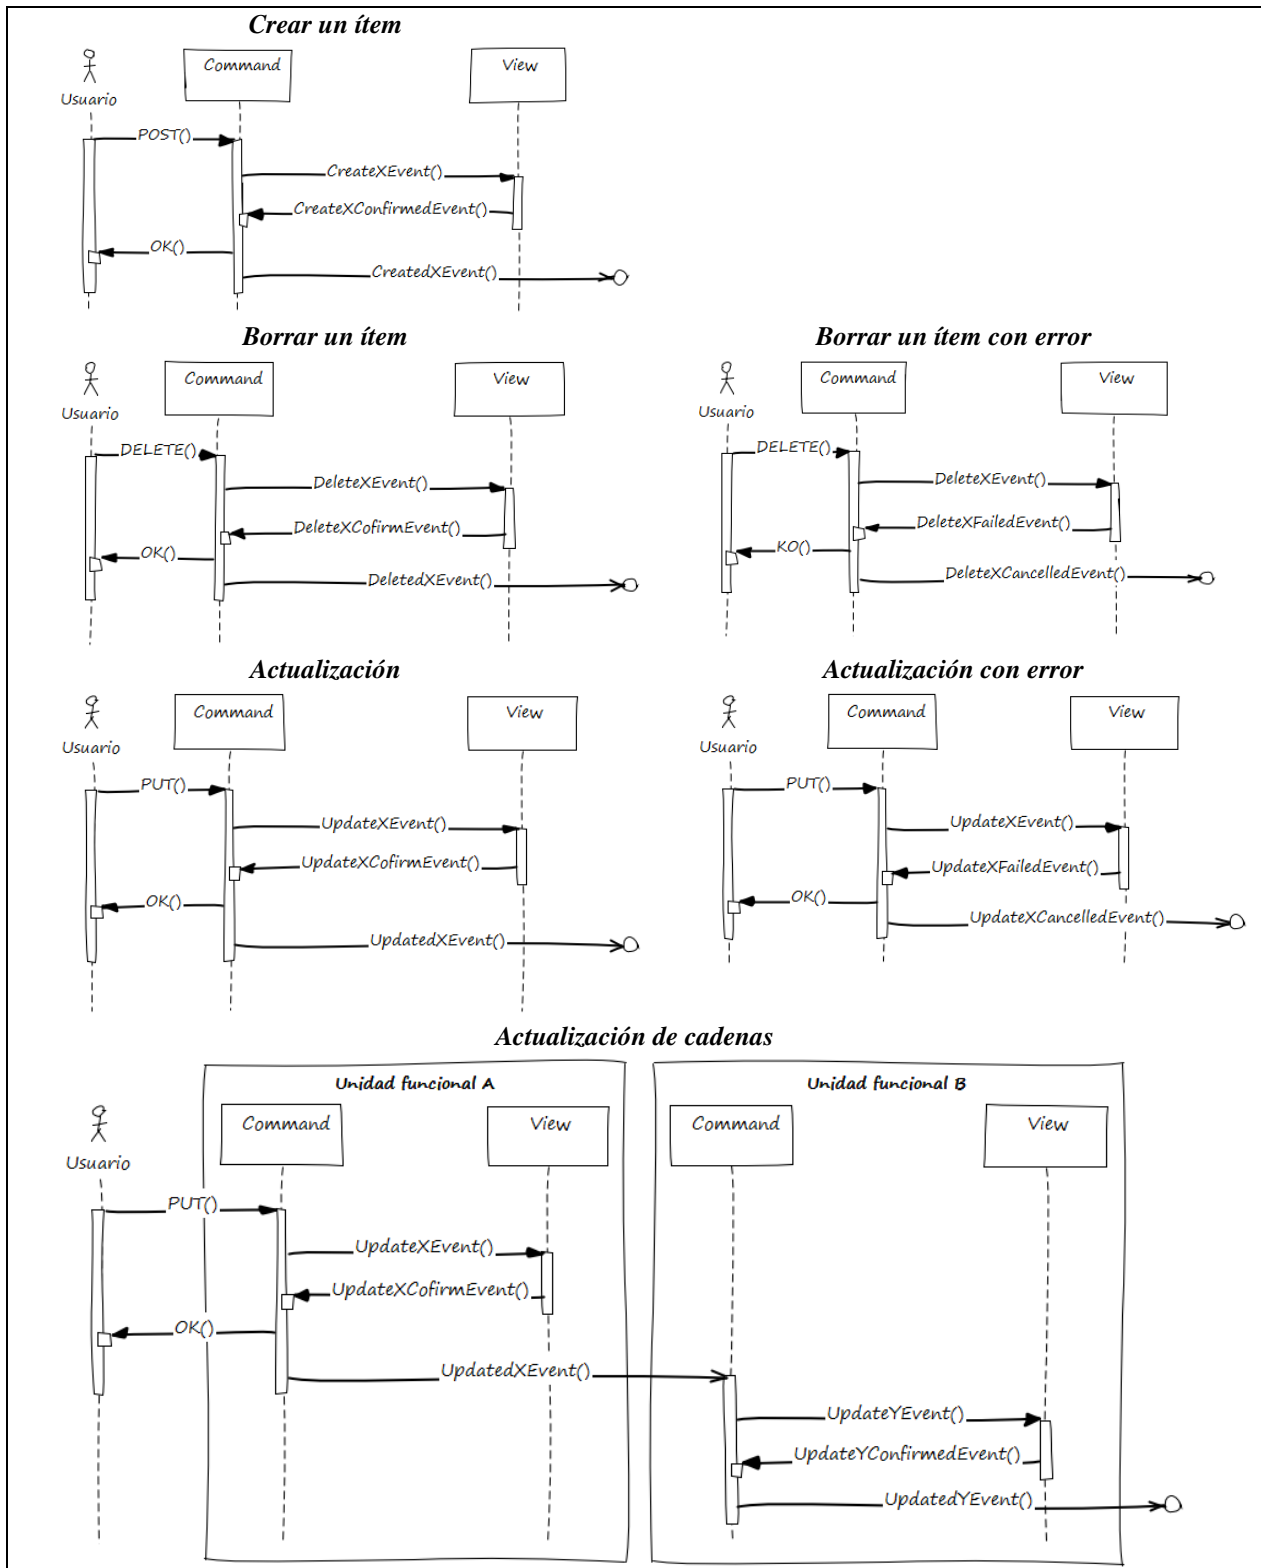 Crear un ítem
Command
View
Usuario
POST()
CreateXEvent()
CreateXConfirmedEvent()
OK()
CreatedXEvent()
Borrar un ítem
Command
View
Usuario
DELETE()
DeleteXEvent()
DeleteXCofirmEvent()
OK()
DeletedXEvent()
Borrar un ítem con error
Command
View
Usuario
DELETE()
DeleteXEvent()
DeleteXFailedEvent()
KO()
DeleteXCancelledEvent()
Actualización
Command
View
Usuario
PUT()
UpdateXEvent()
UpdateXCofirmEvent()
OK()
UpdatedXEvent()
Actualización con error
Command
View
Usuario
PUT()
UpdateXEvent()
UpdateXFailedEvent()
OK()
UpdateXCancelledEvent()
Actualización de cadenas
Unidad funcional A
Unidad funcional B
Command
View
Command
View
Usuario
PUT()
UpdateXEvent()
UpdateXCofirmEvent()
OK()
UpdatedXEvent()
UpdateYEvent()
UpdateYConfirmedEvent()
UpdatedYEvent()